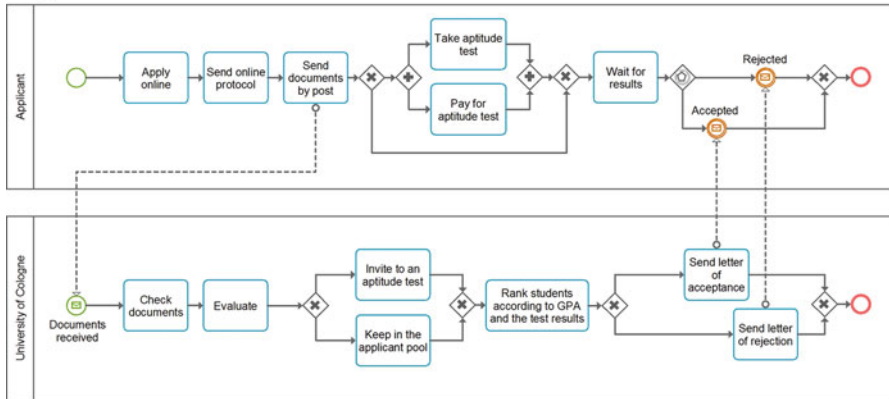 Applicant
Apply
online
Send online
protocol
Send
documents
by post
Take aptitude
test
Pay for
aptitude test
Wait for
results
Rejected
Accepted
University of Cologne
Documents
received
Check
documents
Evaluate
Invite to an
aptitude test
Keep in the
applicant pool
Rank students
according to GPA
and the test results
Send letter
of
acceptance
Send letter
of rejection